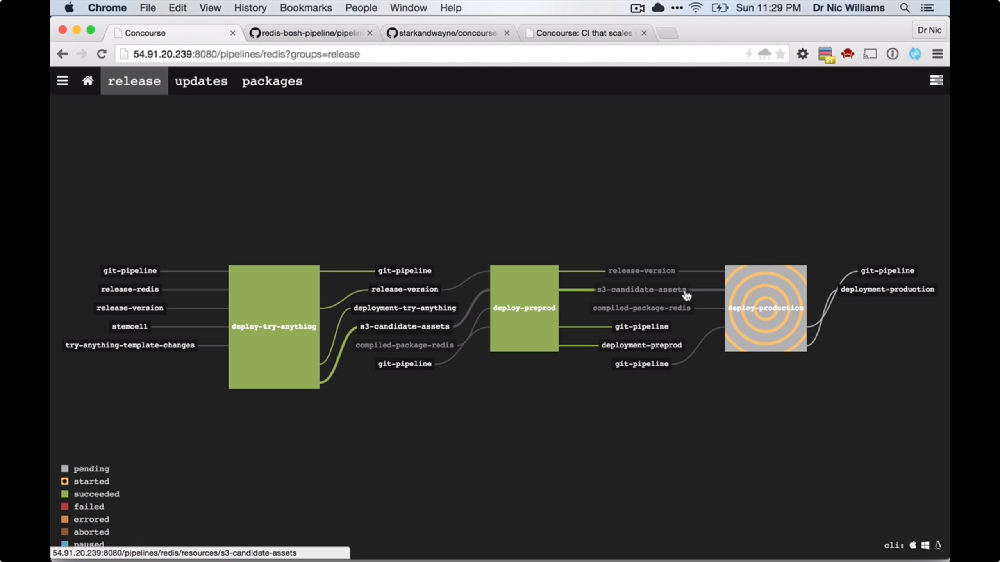 Chrome File Edit View History Bookmarks People Window Help Sun 11:29 PM Dr Nic Williams
Concourse redis-bosh-pipeline/pipelin starkandwayne/concourse- Concourse: CI that scales Dr Nic
54.91.20.239:8080/pipelines/redis?groups=release 21
release updates packages
git-pipeline
release-redis
release-version
stemcell
try-anything-template-changes
deploy-try-anything
git-pipeline
release-version
deployment-try-anything
s3-candidate-assets
compiled-package-redis
git-pipeline
deploy-preprod
release-version
s3-candidate-assets
compiled-package-redis
git-pipeline
deployment-preprod
git-pipeline
deploy-production
git-pipeline
deployment-production
pending
started
succeeded
failed
errored
aborted
paused
cli:
54.91.20.239:8080/pipelines/redis/resources/s3-candidate-assets